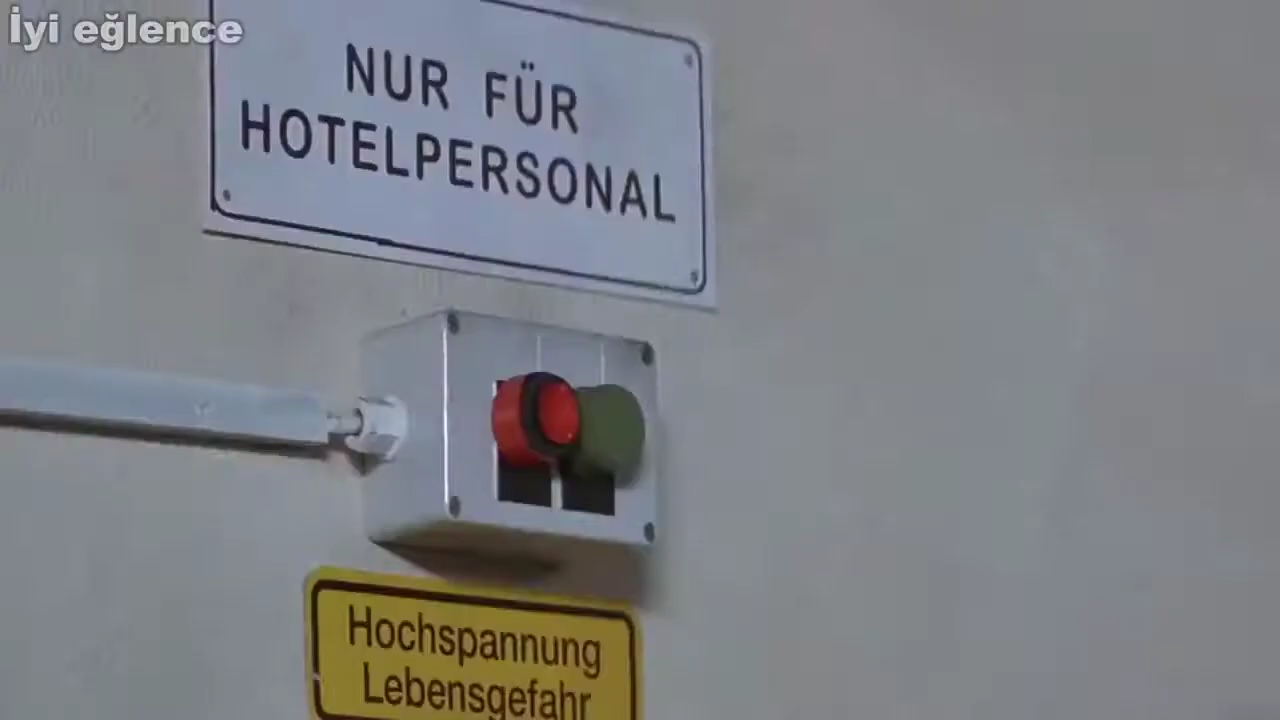 İyi eğlence
NUR FÜR
HOTELPERSONAL
Hochspannung
Lebensgefahr